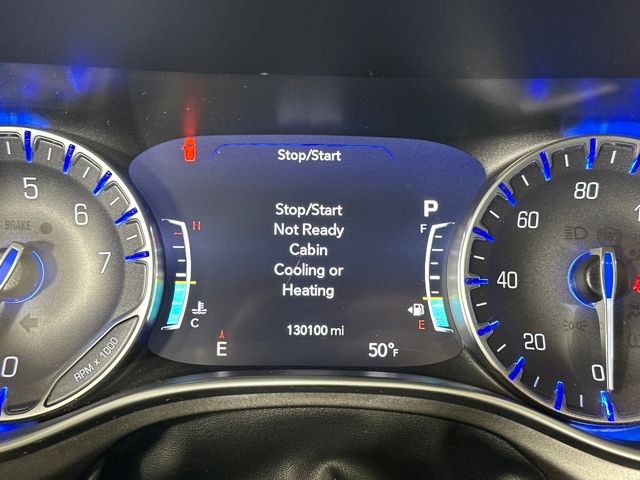 Stop/Start
Stop/Start
Not Ready
Cabin
Cooling or
Heating
130100 mi
E
50°F
P
H
C
F
E
BRAKE
5
6
7
0
RPM x 1000
80
60
40
20
0